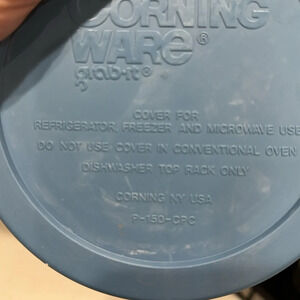 CORNING
WARE®
grab·it®
COVER FOR
REFRIGERATOR, FREEZER AND MICROWAVE USE
DO NOT USE COVER IN CONVENTIONAL OVEN
DISHWASHER TOP RACK ONLY
CORNING NY USA
P-150-CPC